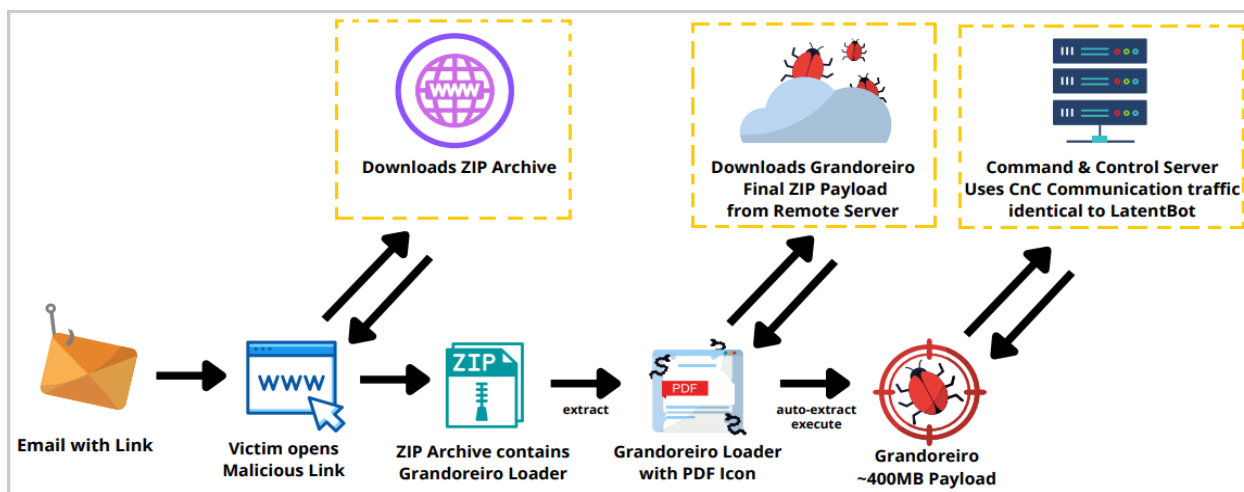 WWW
Downloads ZIP Archive
Downloads Grandoreiro
Final ZIP Payload
from Remote Server
Command & Control Server
Uses CnC Communication traffic
identical to LatentBot
Email with Link
WWW
Victim opens
Malicious Link
ZIP
ZIP Archive contains
Grandoreiro Loader
extract
PDF
Grandoreiro Loader
with PDF Icon
auto-extract
execute
Grandoreiro
~400MB Payload